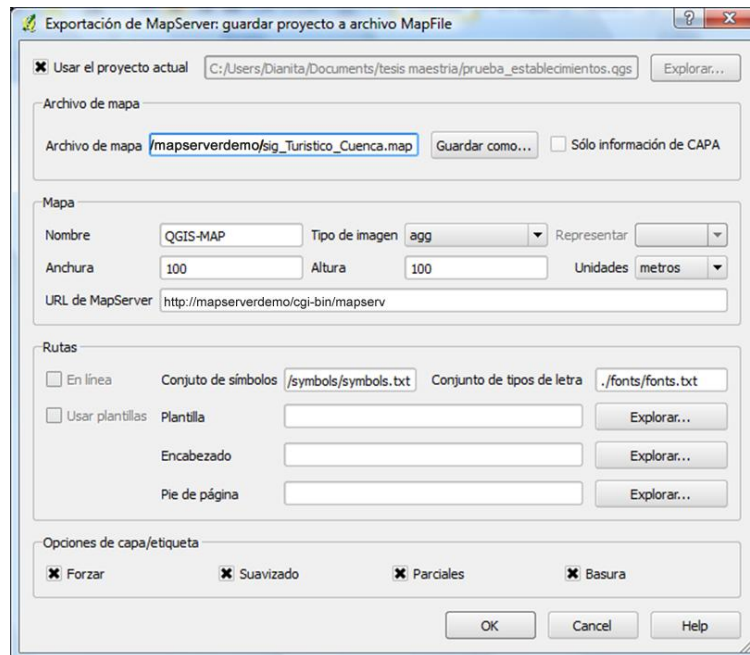 Exportación de MapServer: guardar proyecto a archivo MapFile
Usar el proyecto actual C:/Users/Dianita/Documents/tesis maestria/prueba_establecimientos.qgs Explorar...
Archivo de mapa
Archivo de mapa /mapserverdemo/sig_Turistico_Cuenca.map Guardar como... Sólo información de CAPA
Mapa
Nombre QGIS-MAP Tipo de imagen agg Representar
Anchura 100 Altura 100 Unidades metros
URL de MapServer http://mapserverdemo/cgi-bin/mapserv
Rutas
En línea Conjuto de símbolos /symbols/symbols.txt Conjunto de tipos de letra ./fonts/fonts.txt
Usar plantillas Plantilla Explorar...
Encabezado Explorar...
Pie de página Explorar...
Opciones de capa/etiqueta
Forzar Suavizado Parciales Basura
OK Cancel Help